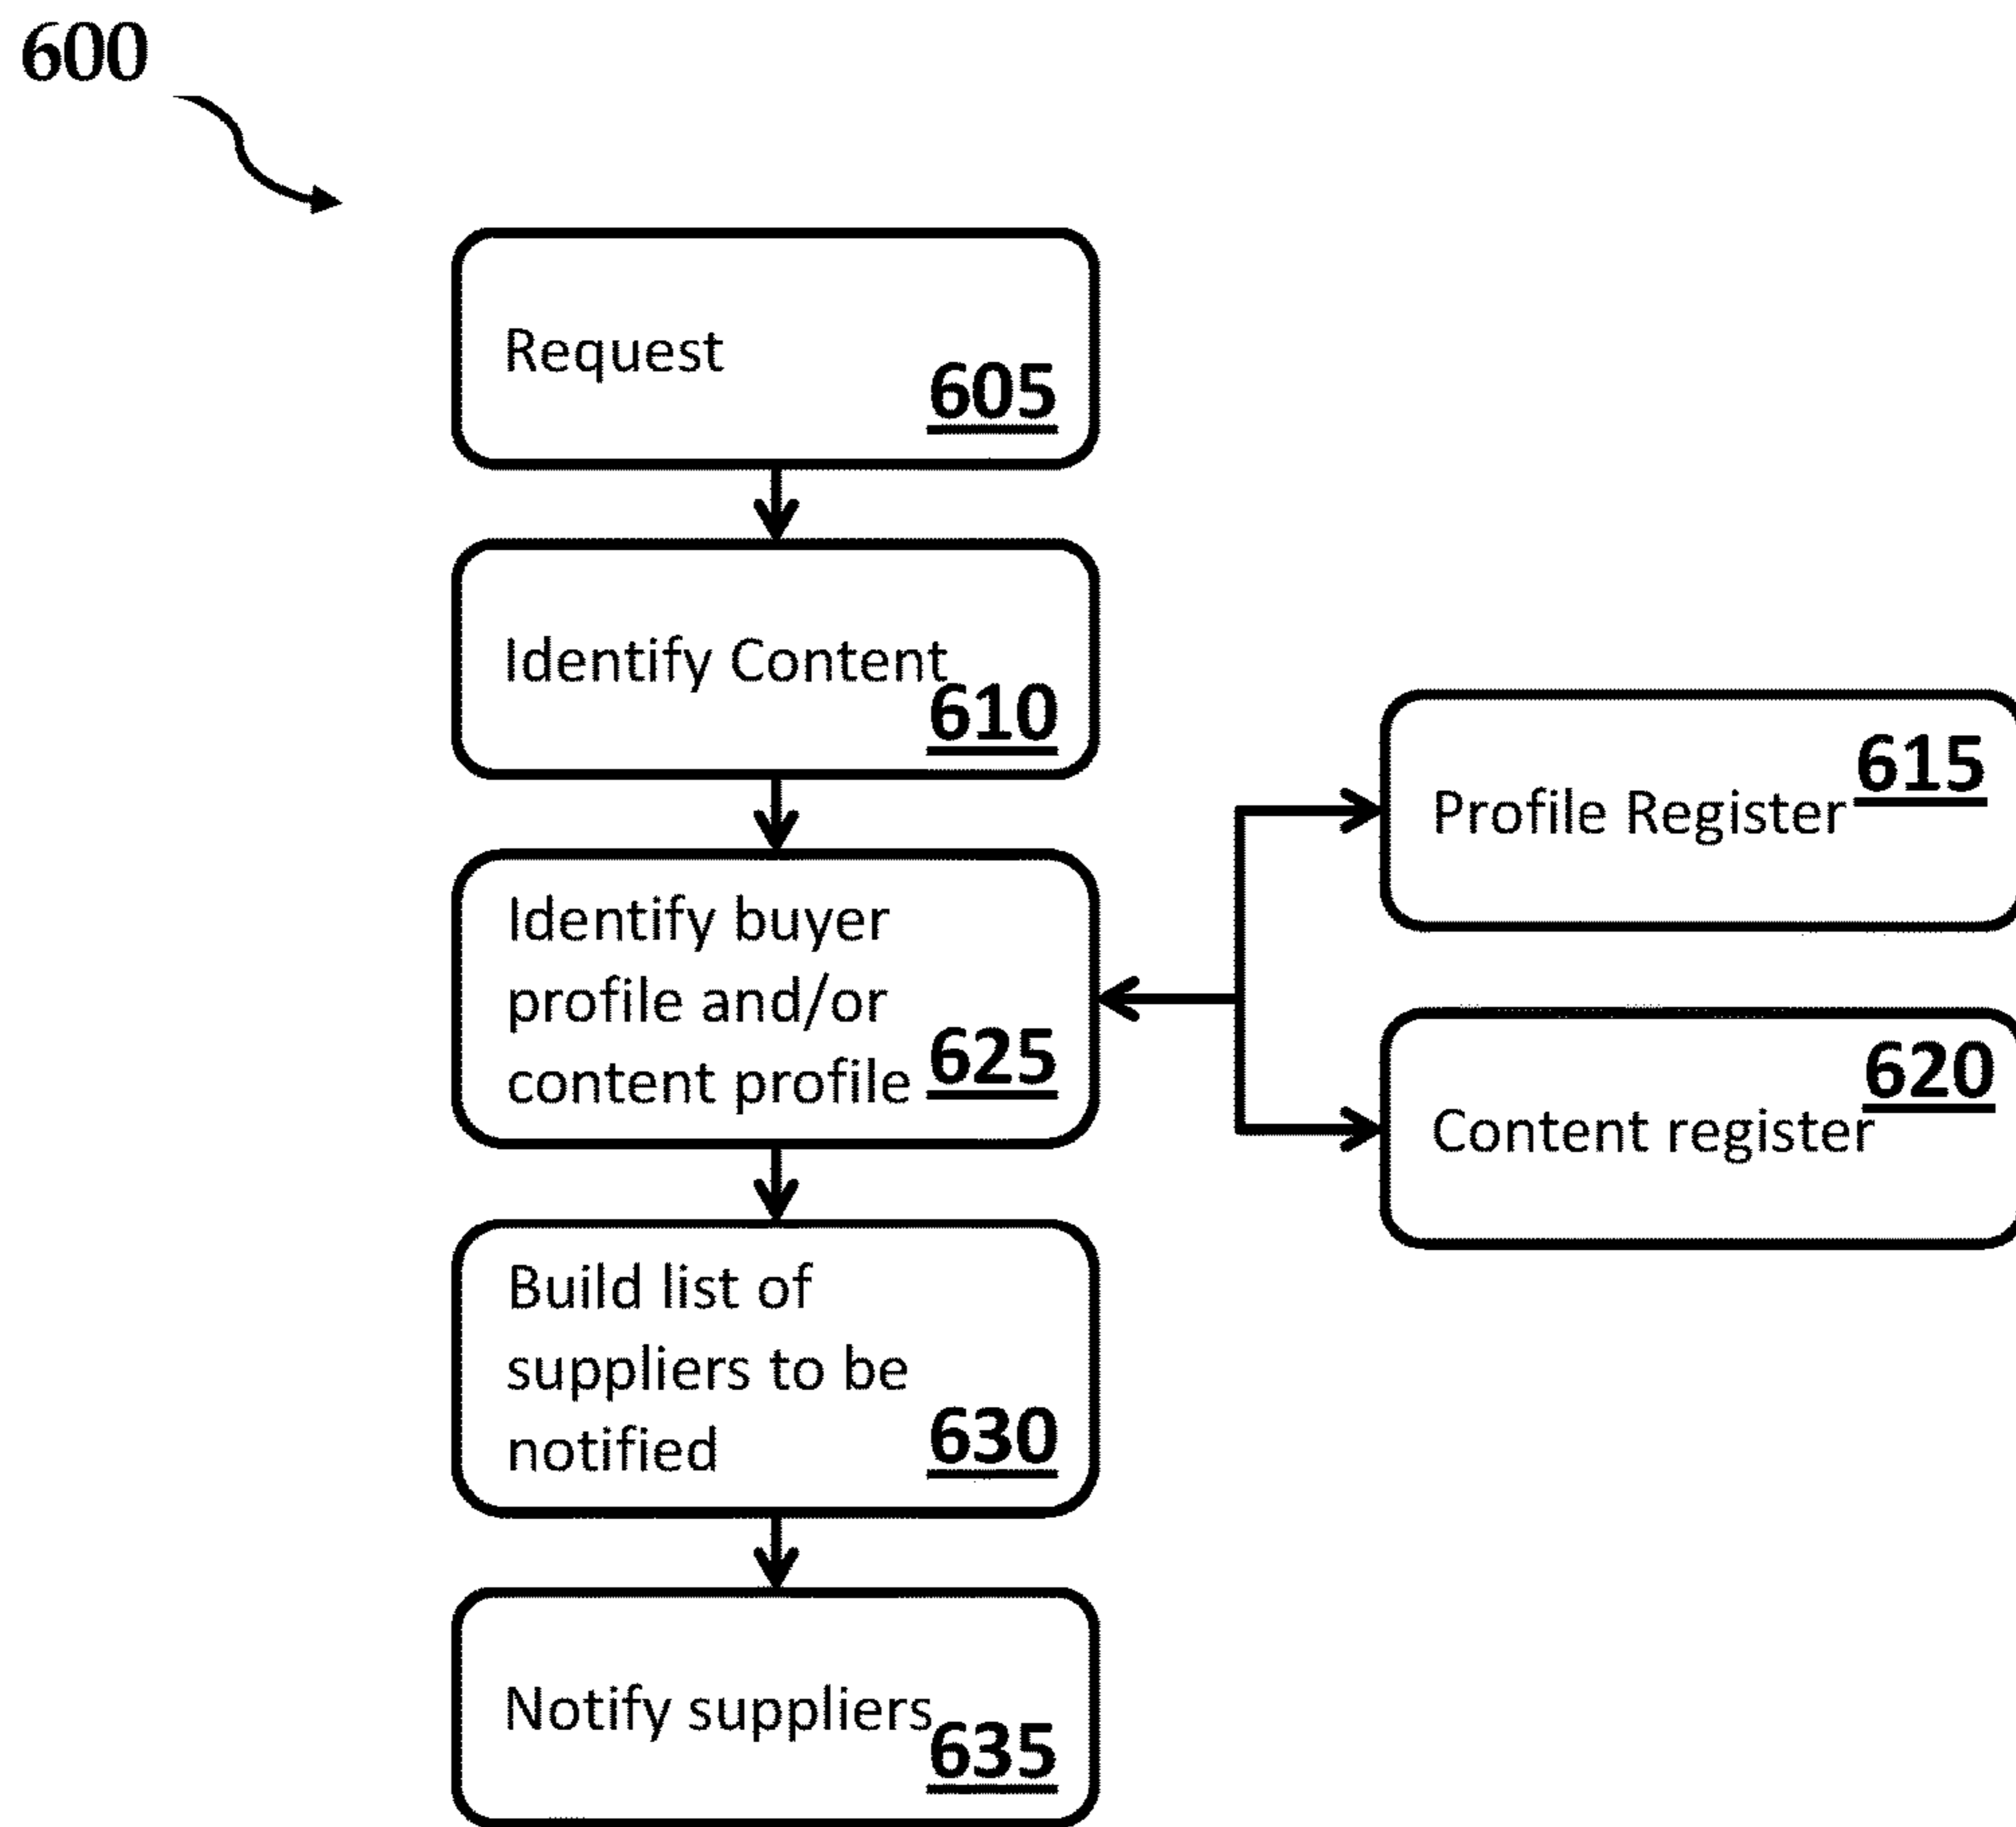 600
Request
605
Identify Content
610
Identify buyer
profile and/or
content profile
625
Profile Register
615
Content register
620
Build list of
suppliers to be
notified
630
Notify suppliers
635